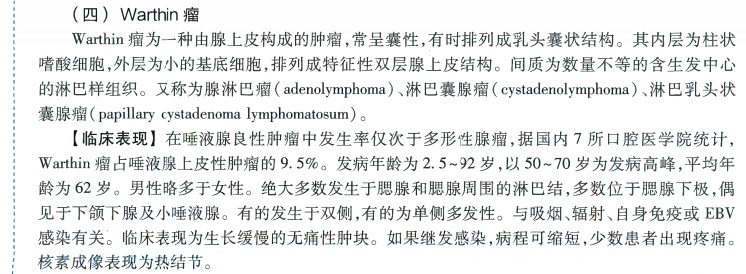 （四）Warthin 瘤
Warthin 瘤为一种由腺上皮构成的肿瘤,常呈囊性,有时排列成乳头囊状结构。其内层为柱状
嗜酸细胞,外层为小的基底细胞,排列成特征性双层腺上皮结构。间质为数量不等的含生发中心
的淋巴样组织。又称为腺淋巴瘤(adenolymphoma)、淋巴囊腺瘤(cystadenolymphoma)、淋巴乳头状
囊腺瘤(papillary cystadenoma lymphomatosum)。
【临床表现】在唾液腺良性肿瘤中发生率仅次于多形性腺瘤,据国内 7 所口腔医学院统计,
Warthin 瘤占唾液腺上皮性肿瘤的 9.5%。发病年龄为 2.5~92 岁,以 50~70 岁为发病高峰,平均年
龄为 62 岁。男性略多于女性。绝大多数发生于腮腺和腮腺周围的淋巴结,多数位于腮腺下极,偶
见于下颌下腺及小唾液腺。有的发生于双侧,有的为单侧多发性。与吸烟、辐射、自身免疫或 EBV
感染有关。临床表现为生长缓慢的无痛性肿块。如果继发感染,病程可缩短,少数患者出现疼痛。
核素成像表现为热结节。